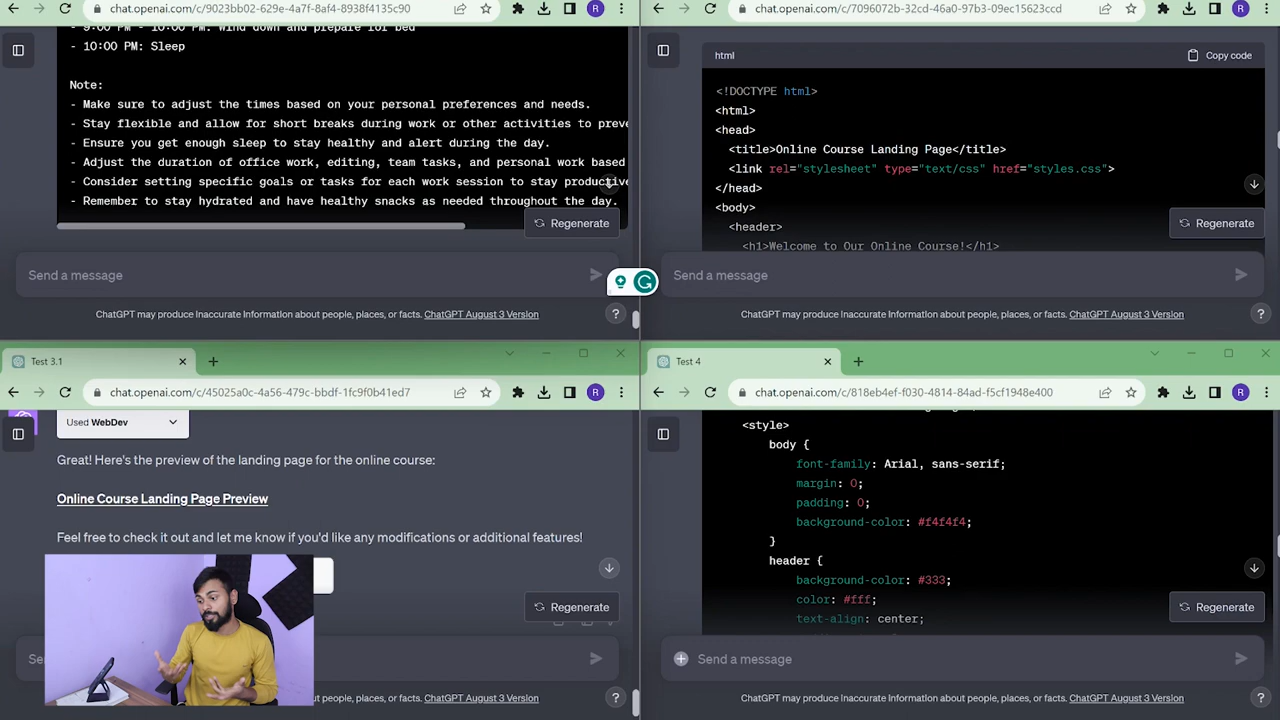 chat.openai.com/c/9023bb02-629e-4a7f-8af4-8938f4135c90
R
- 9:00 PM - 10:00 PM: Wind down and prepare for bed
- 10:00 PM: Sleep
Note:
- Make sure to adjust the times based on your personal preferences and needs.
- Stay flexible and allow for short breaks during work or other activities to preve
- Ensure you get enough sleep to stay healthy and alert during the day.
- Adjust the duration of office work, editing, team tasks, and personal work based
- Consider setting specific goals or tasks for each work session to stay productive
- Remember to stay hydrated and have healthy snacks as needed throughout the day.
Regenerate
Send a message
ChatGPT may produce inaccurate information about people, places, or facts. ChatGPT August 3 Version
?
chat.openai.com/c/7096072b-32cd-46a0-97b3-09ec15623ccd
R
html
Copy code
<!DOCTYPE html>
<html>
<head>
<title>Online Course Landing Page</title>
<link rel="stylesheet" type="text/css" href="styles.css">
</head>
<body>
<header>
<h1>Welcome to Our Online Course!</h1>
Regenerate
Send a message
ChatGPT may produce inaccurate information about people, places, or facts. ChatGPT August 3 Version
?
Test 3.1
chat.openai.com/c/45025a0c-4a56-479c-bbdf-1fc9f0b41ed7
R
Used WebDev
Great! Here's the preview of the landing page for the online course:
Online Course Landing Page Preview
Feel free to check it out and let me know if you'd like any modifications or additional features!
Regenerate
Se
people, places, or facts. ChatGPT August 3 Version
?
Test 4
chat.openai.com/c/818eb4ef-f030-4814-84ad-f5cf1948e400
R
<style>
body {
font-family: Arial, sans-serif;
margin: 0;
padding: 0;
background-color: #f4f4f4;
}
header {
background-color: #333;
color: #fff;
text-align: center;
Regenerate
Send a message
ChatGPT may produce inaccurate information about people, places, or facts. ChatGPT August 3 Version
?